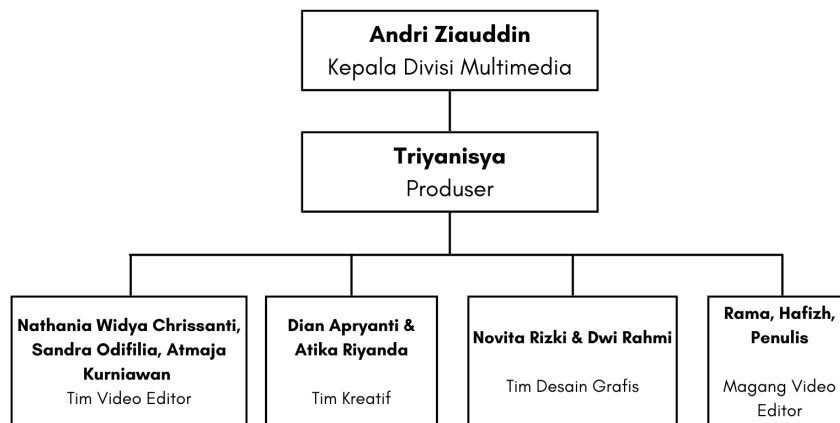 Andri Ziauddin
Kepala Divisi Multimedia
Triyanisya
Produser
Nathania Widya Chrissanti,
Sandra Odifilia, Atmaja
Kurniawan
Tim Video Editor
Dian Apryanti &
Atika Riyanda
Tim Kreatif
Novita Rizki & Dwi Rahmi
Tim Desain Grafis
Rama, Hafizh,
Penulis
Magang Video
Editor